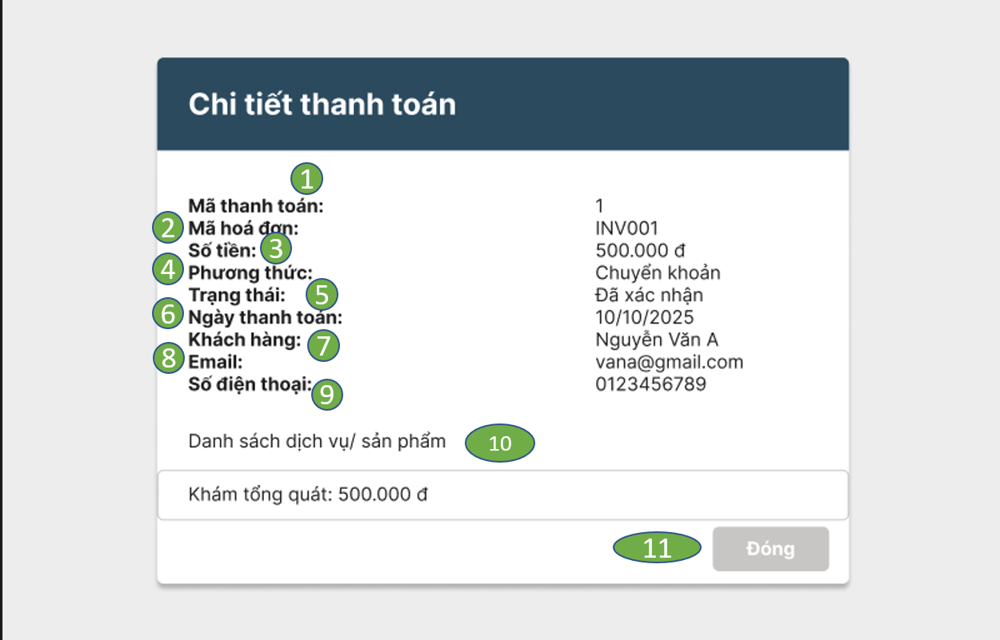 Chi tiết thanh toán
1
Mã thanh toán: 1
2 Mã hoá đơn: INV001
Số tiền: 3 500.000 đ
4 Phương thức: Chuyển khoản
Trạng thái: 5 Đã xác nhận
6 Ngày thanh toán: 10/10/2025
Khách hàng: 7 Nguyễn Văn A
8 Email: vana@gmail.com
Số điện thoại: 9 0123456789
Danh sách dịch vụ/ sản phẩm 10
Khám tổng quát: 500.000 đ
11 Đóng